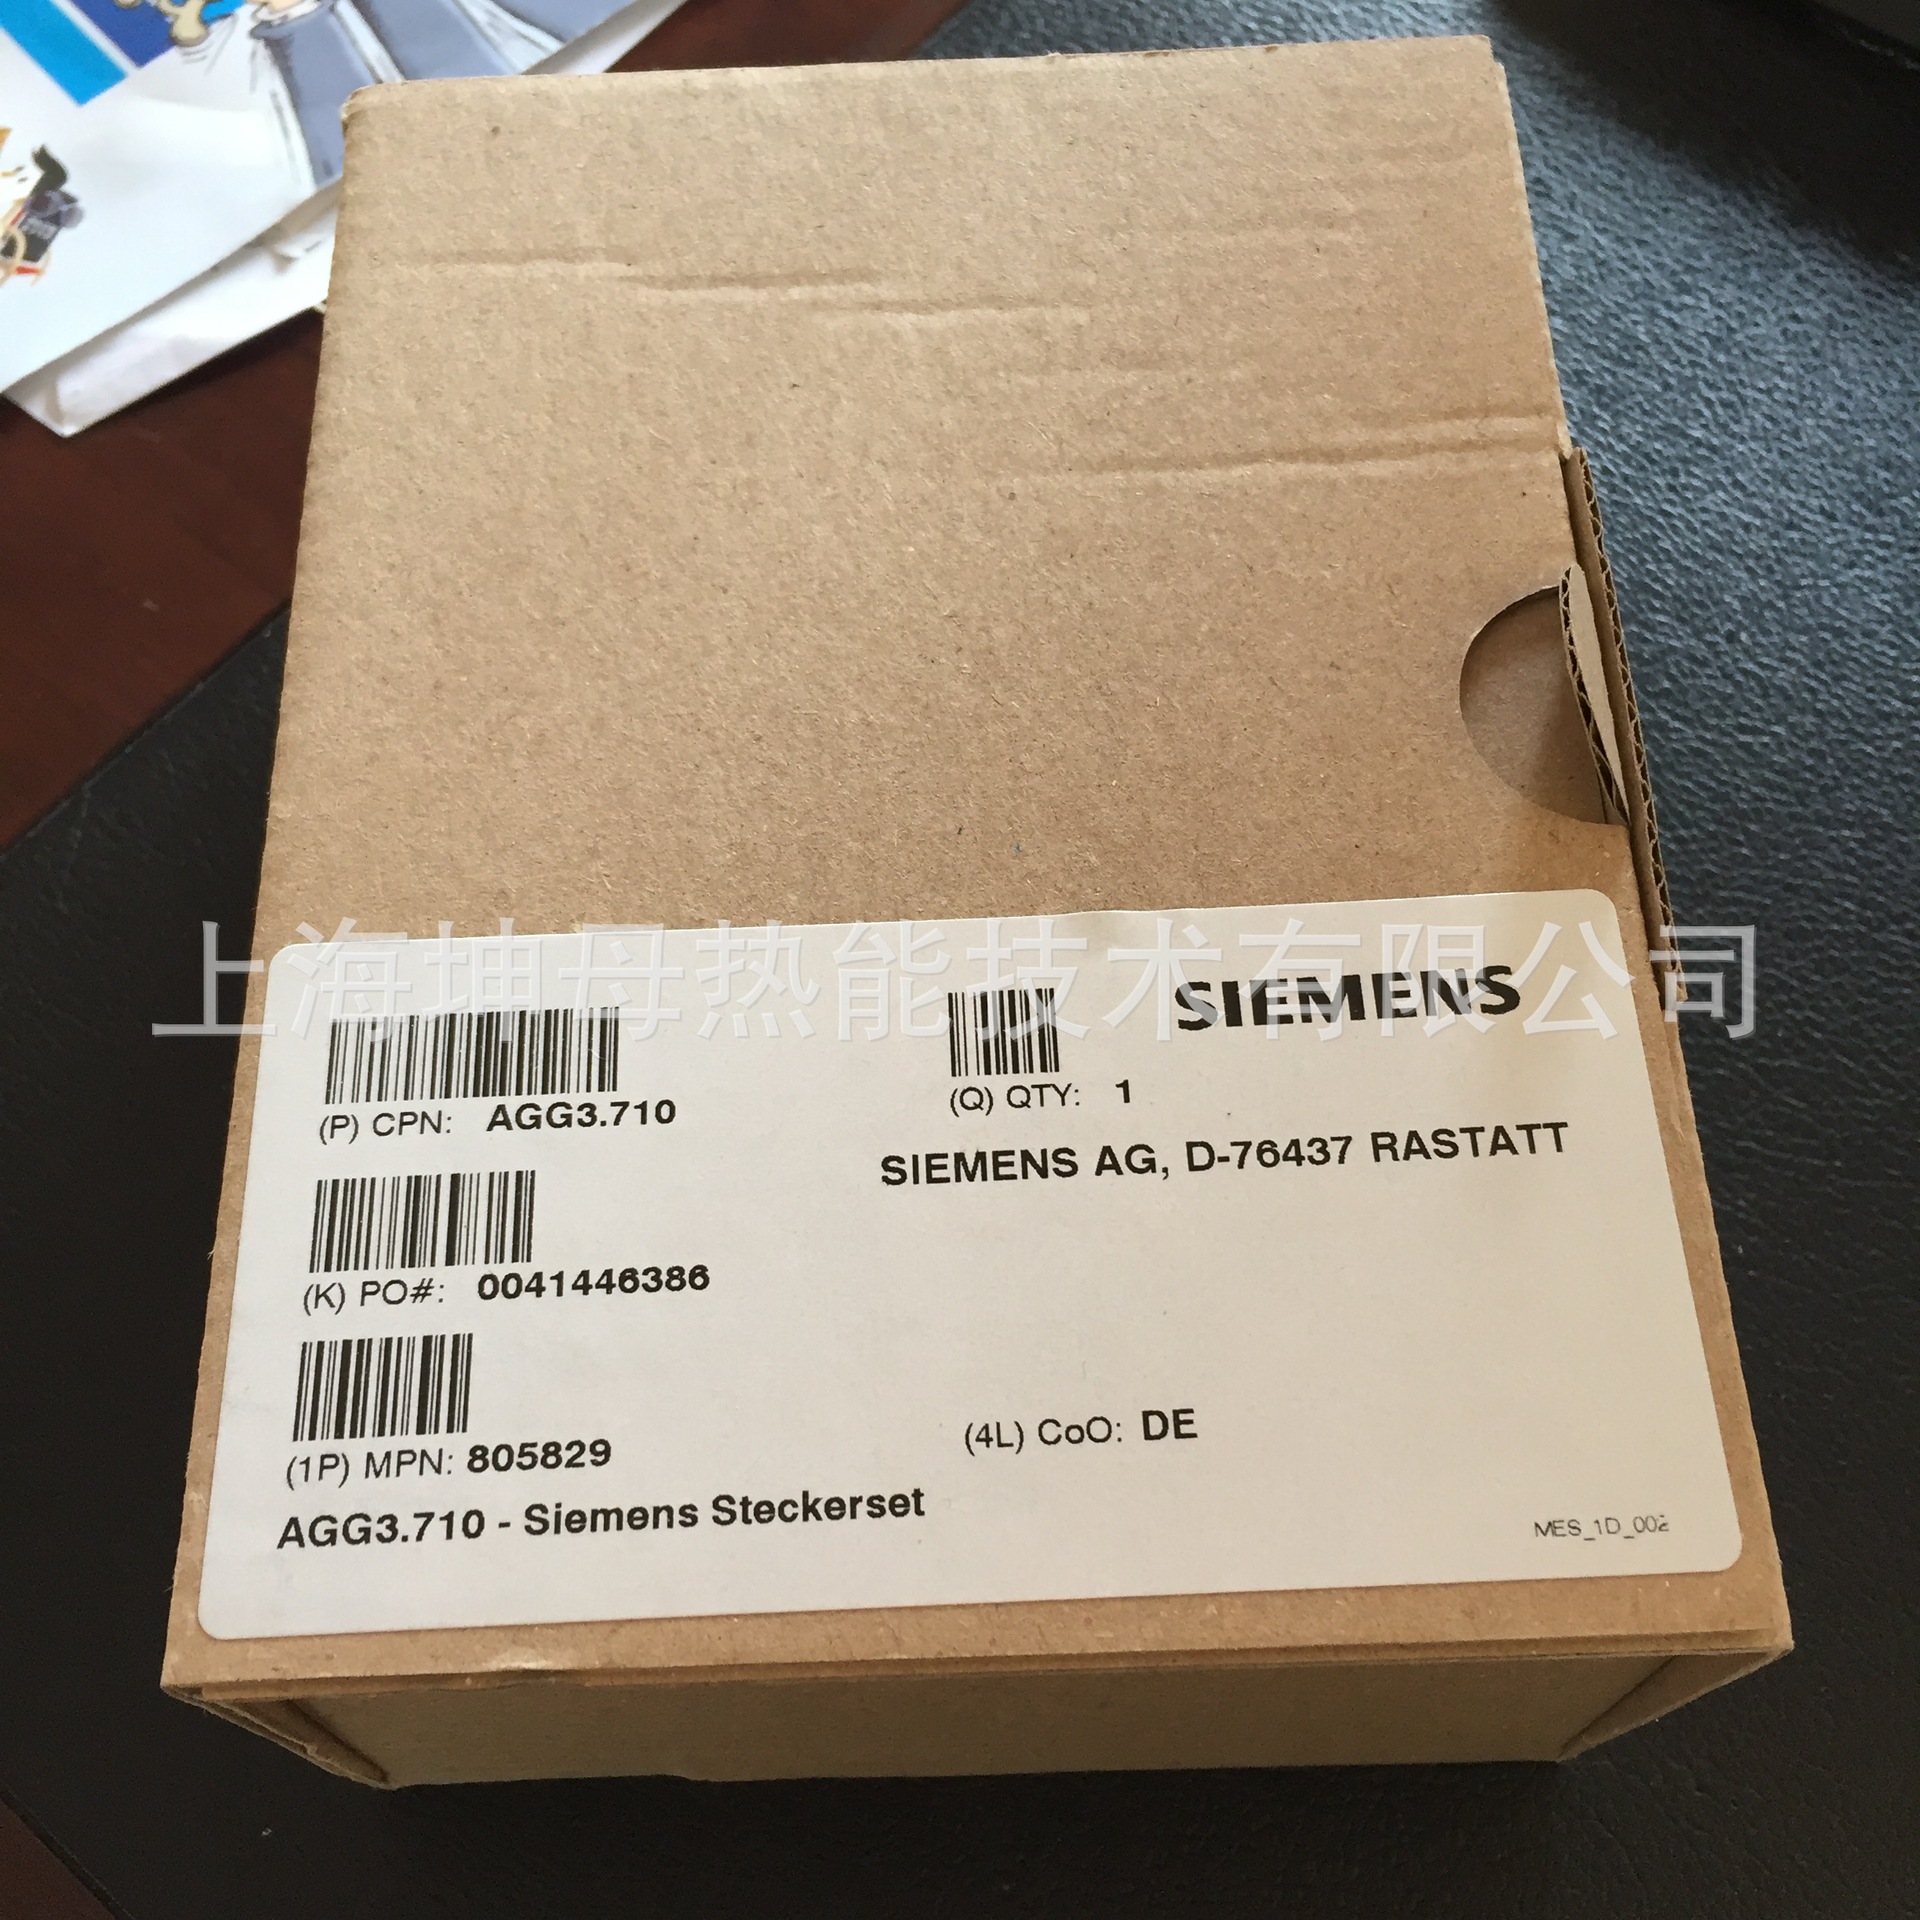 上海坤母热能技术有限公司
SIEMENS
(P) CPN: AGG3.710
(Q) QTY: 1
SIEMENS AG, D-76437 RASTATT
(K) PO#: 0041446386
(1P) MPN: 805829
(4L) CoO: DE
AGG3.710 - Siemens Steckerset
MES_1D_002